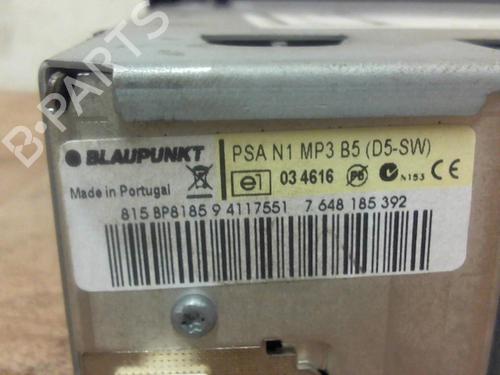 B-PARTS
BLAUPUNKT
Made in Portugal
PSA N1 MP3 B5 (D5-SW)
e1 03 4616 PB N153 CE
815 BP8185 9 4117551 7 648 185 392